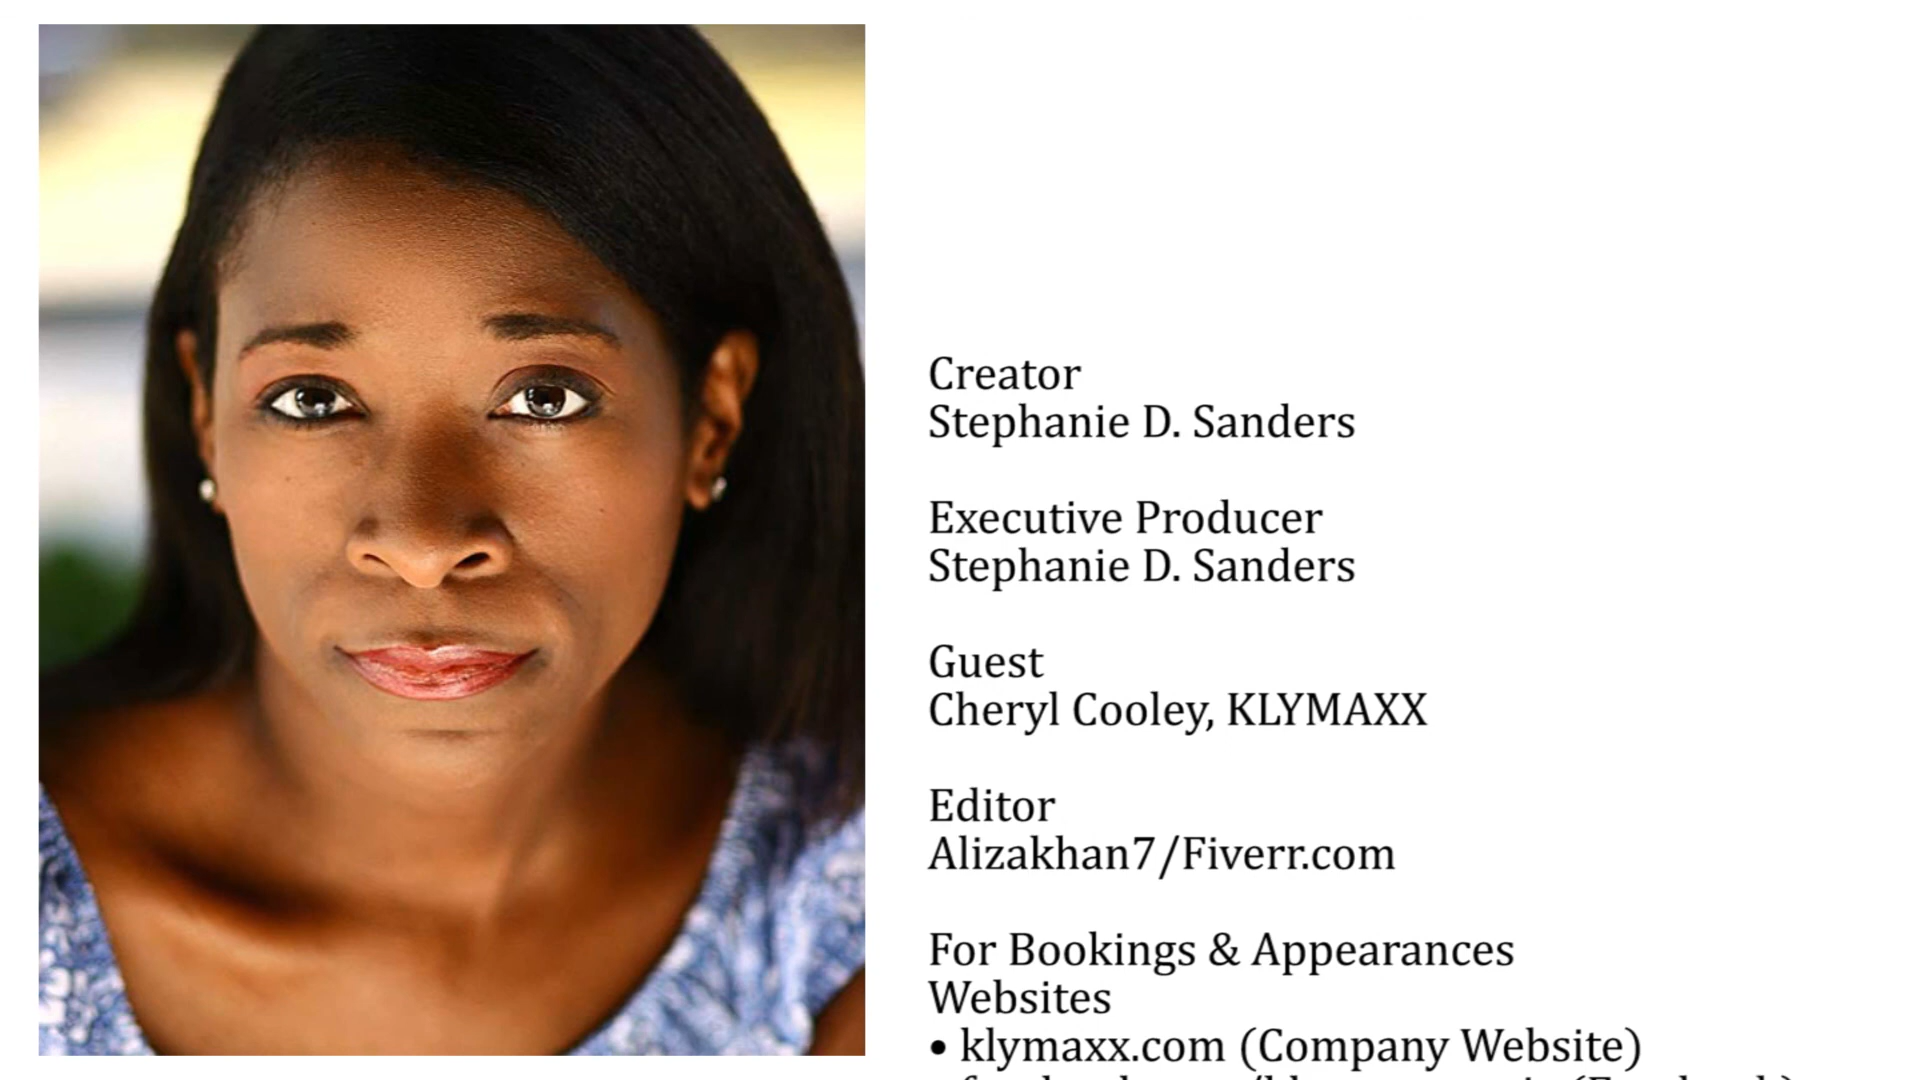 Creator
Stephanie D. Sanders
Executive Producer
Stephanie D. Sanders
Guest
Cheryl Cooley, KLYMAXX
Editor
Alizakhan7/Fiverr.com
For Bookings & Appearances
Websites
• klymaxx.com (Company Website)